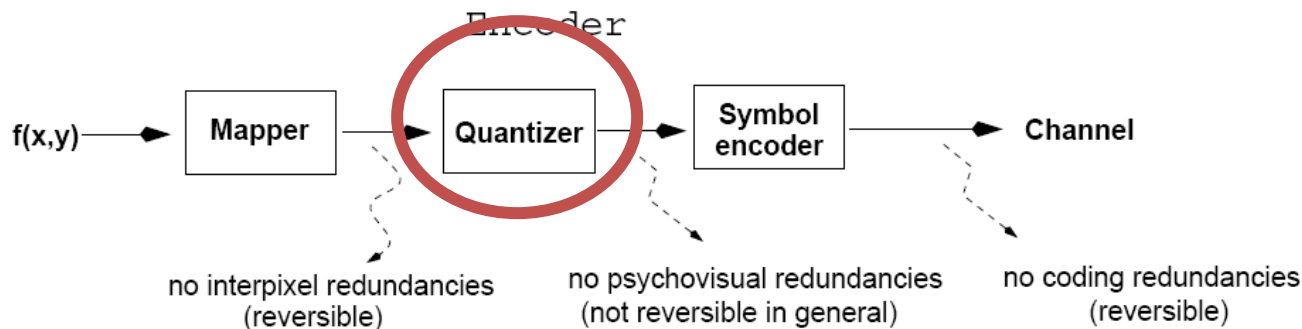 Encoder
f(x,y)
Mapper
Quantizer
Symbol
encoder
Channel
no interpixel redundancies
(reversible)
no psychovisual redundancies
(not reversible in general)
no coding redundancies
(reversible)